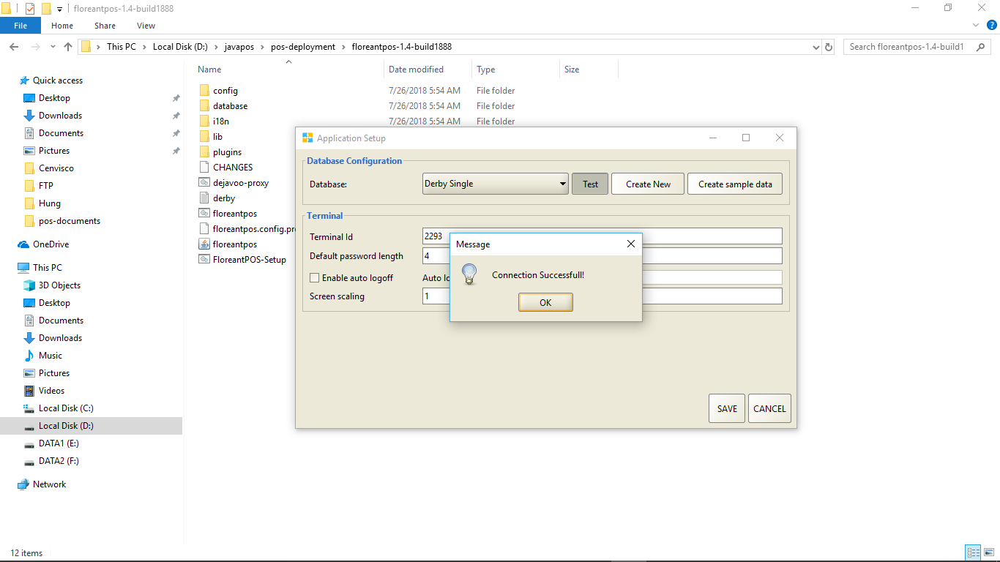 floreantpos-1.4-build1888
File Home Share View
This PC Local Disk (D:) javapos pos-deployment floreantpos-1.4-build1888
Search floreantpos-1.4-build1
Name Date modified Type Size
Quick access
Desktop
Downloads
Documents
Pictures
Cenvisco
FTP
Hung
pos-documents
OneDrive
This PC
3D Objects
Desktop
Documents
Downloads
Music
Pictures
Videos
Local Disk (C:)
Local Disk (D:)
DATA1 (E:)
DATA2 (F:)
Network
config 7/26/2018 5:54 AM File folder
database 7/26/2018 5:54 AM File folder
i18n 7/26/2018 5:54 AM File folder
lib
plugins
CHANGES
dejavoo-proxy
derby
floreantpos
floreantpos.config.pr
floreantpos
FloreantPOS-Setup
Application Setup
Database Configuration
Database: Derby Single Test Create New Create sample data
Terminal
Terminal Id 2293
Default password length 4
Enable auto logoff Auto lo
Screen scaling 1
Message
Connection Successfull!
OK
SAVE CANCEL
12 items